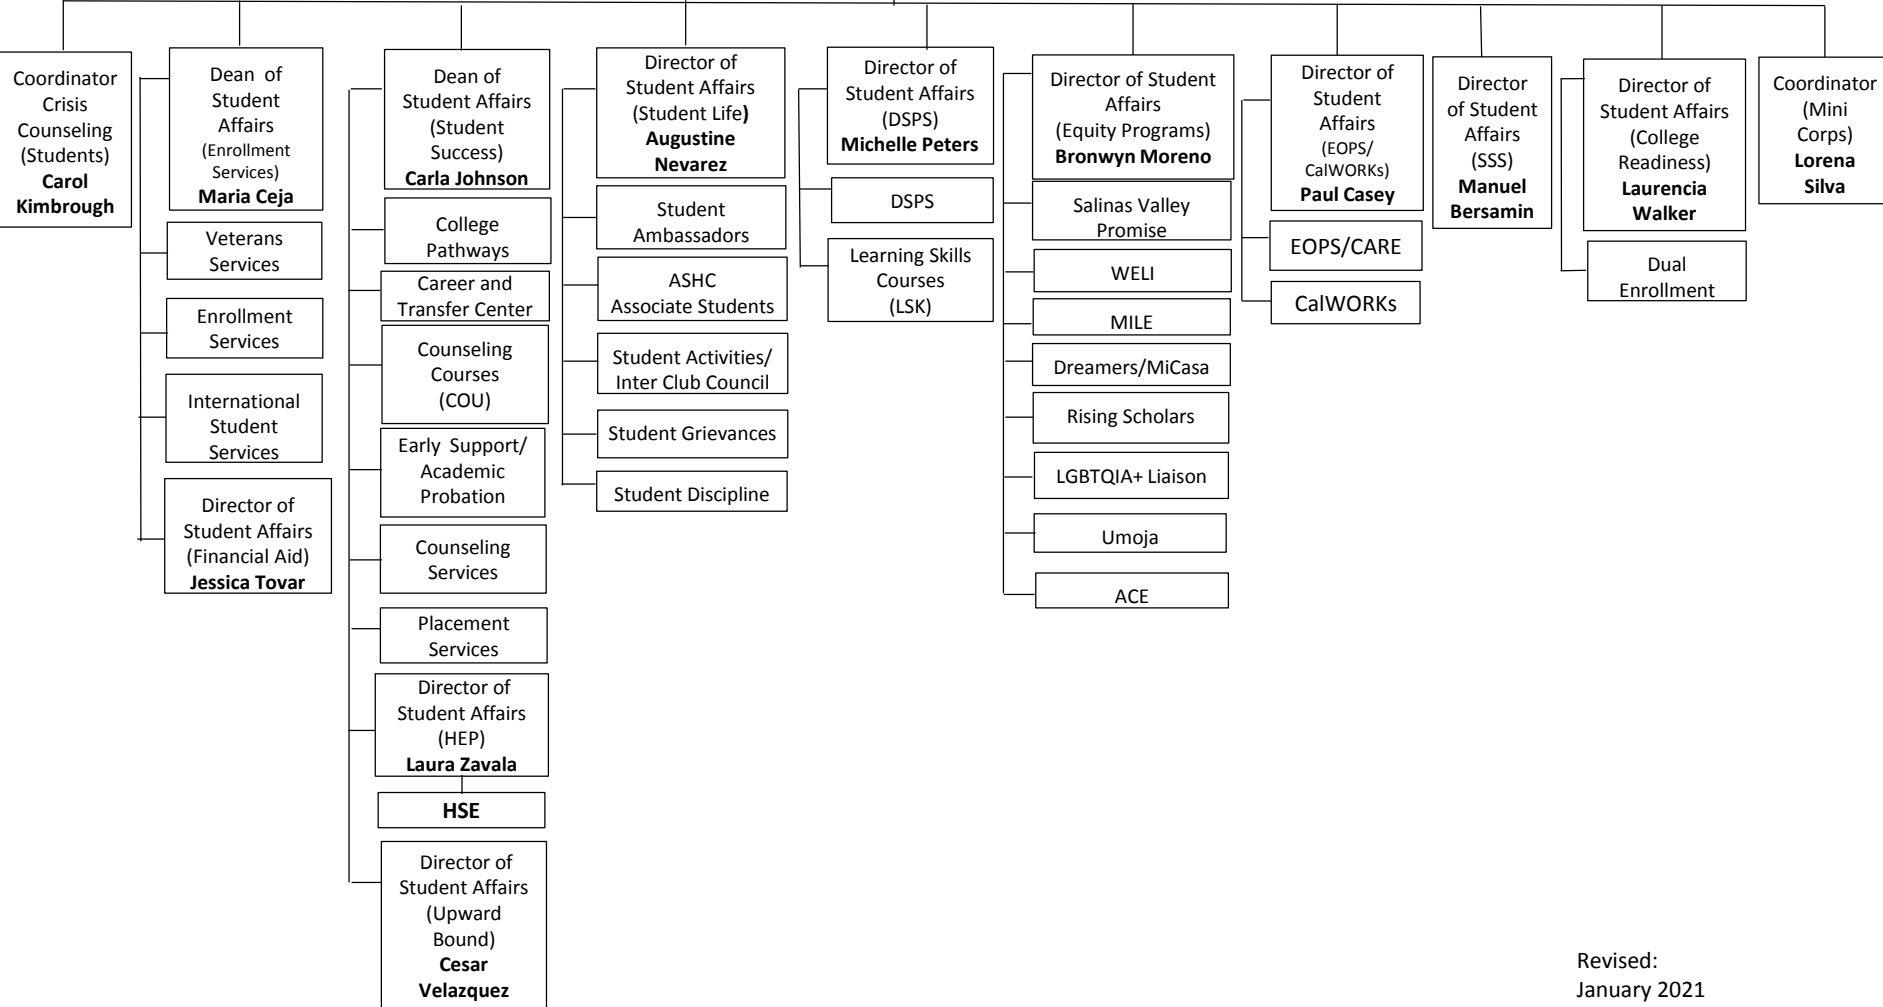 Coordinator
Crisis
Counseling
(Students)
Carol
Kimbrough
Dean of
Student
Affairs
(Enrollment
Services)
Maria Ceja
Veterans
Services
Enrollment
Services
International
Student
Services
Director of
Student Affairs
(Financial Aid)
Jessica Tovar
Dean of
Student Affairs
(Student
Success)
Carla Johnson
College
Pathways
Career and
Transfer Center
Counseling
Courses
(COU)
Early Support/
Academic
Probation
Counseling
Services
Placement
Services
Director of
Student Affairs
(HEP)
Laura Zavala
HSE
Director of
Student Affairs
(Upward
Bound)
Cesar
Velazquez
Director of
Student Affairs
(Student Life)
Augustine
Nevarez
Student
Ambassadors
ASHC
Associate Students
Student Activities/
Inter Club Council
Student Grievances
Student Discipline
Director of
Student Affairs
(DSPS)
Michelle Peters
DSPS
Learning Skills
Courses
(LSK)
Director of Student
Affairs
(Equity Programs)
Bronwyn Moreno
Salinas Valley
Promise
WELI
MILE
Dreamers/MiCasa
Rising Scholars
LGBTQIA+ Liaison
Umoja
ACE
Director of
Student
Affairs
(EOPS/
CalWORKs)
Paul Casey
EOPS/CARE
CalWORKs
Director
of Student
Affairs
(SSS)
Manuel
Bersamin
Director of
Student Affairs
(College
Readiness)
Laurencia
Walker
Dual
Enrollment
Coordinator
(Mini
Corps)
Lorena
Silva
Revised:
January 2021